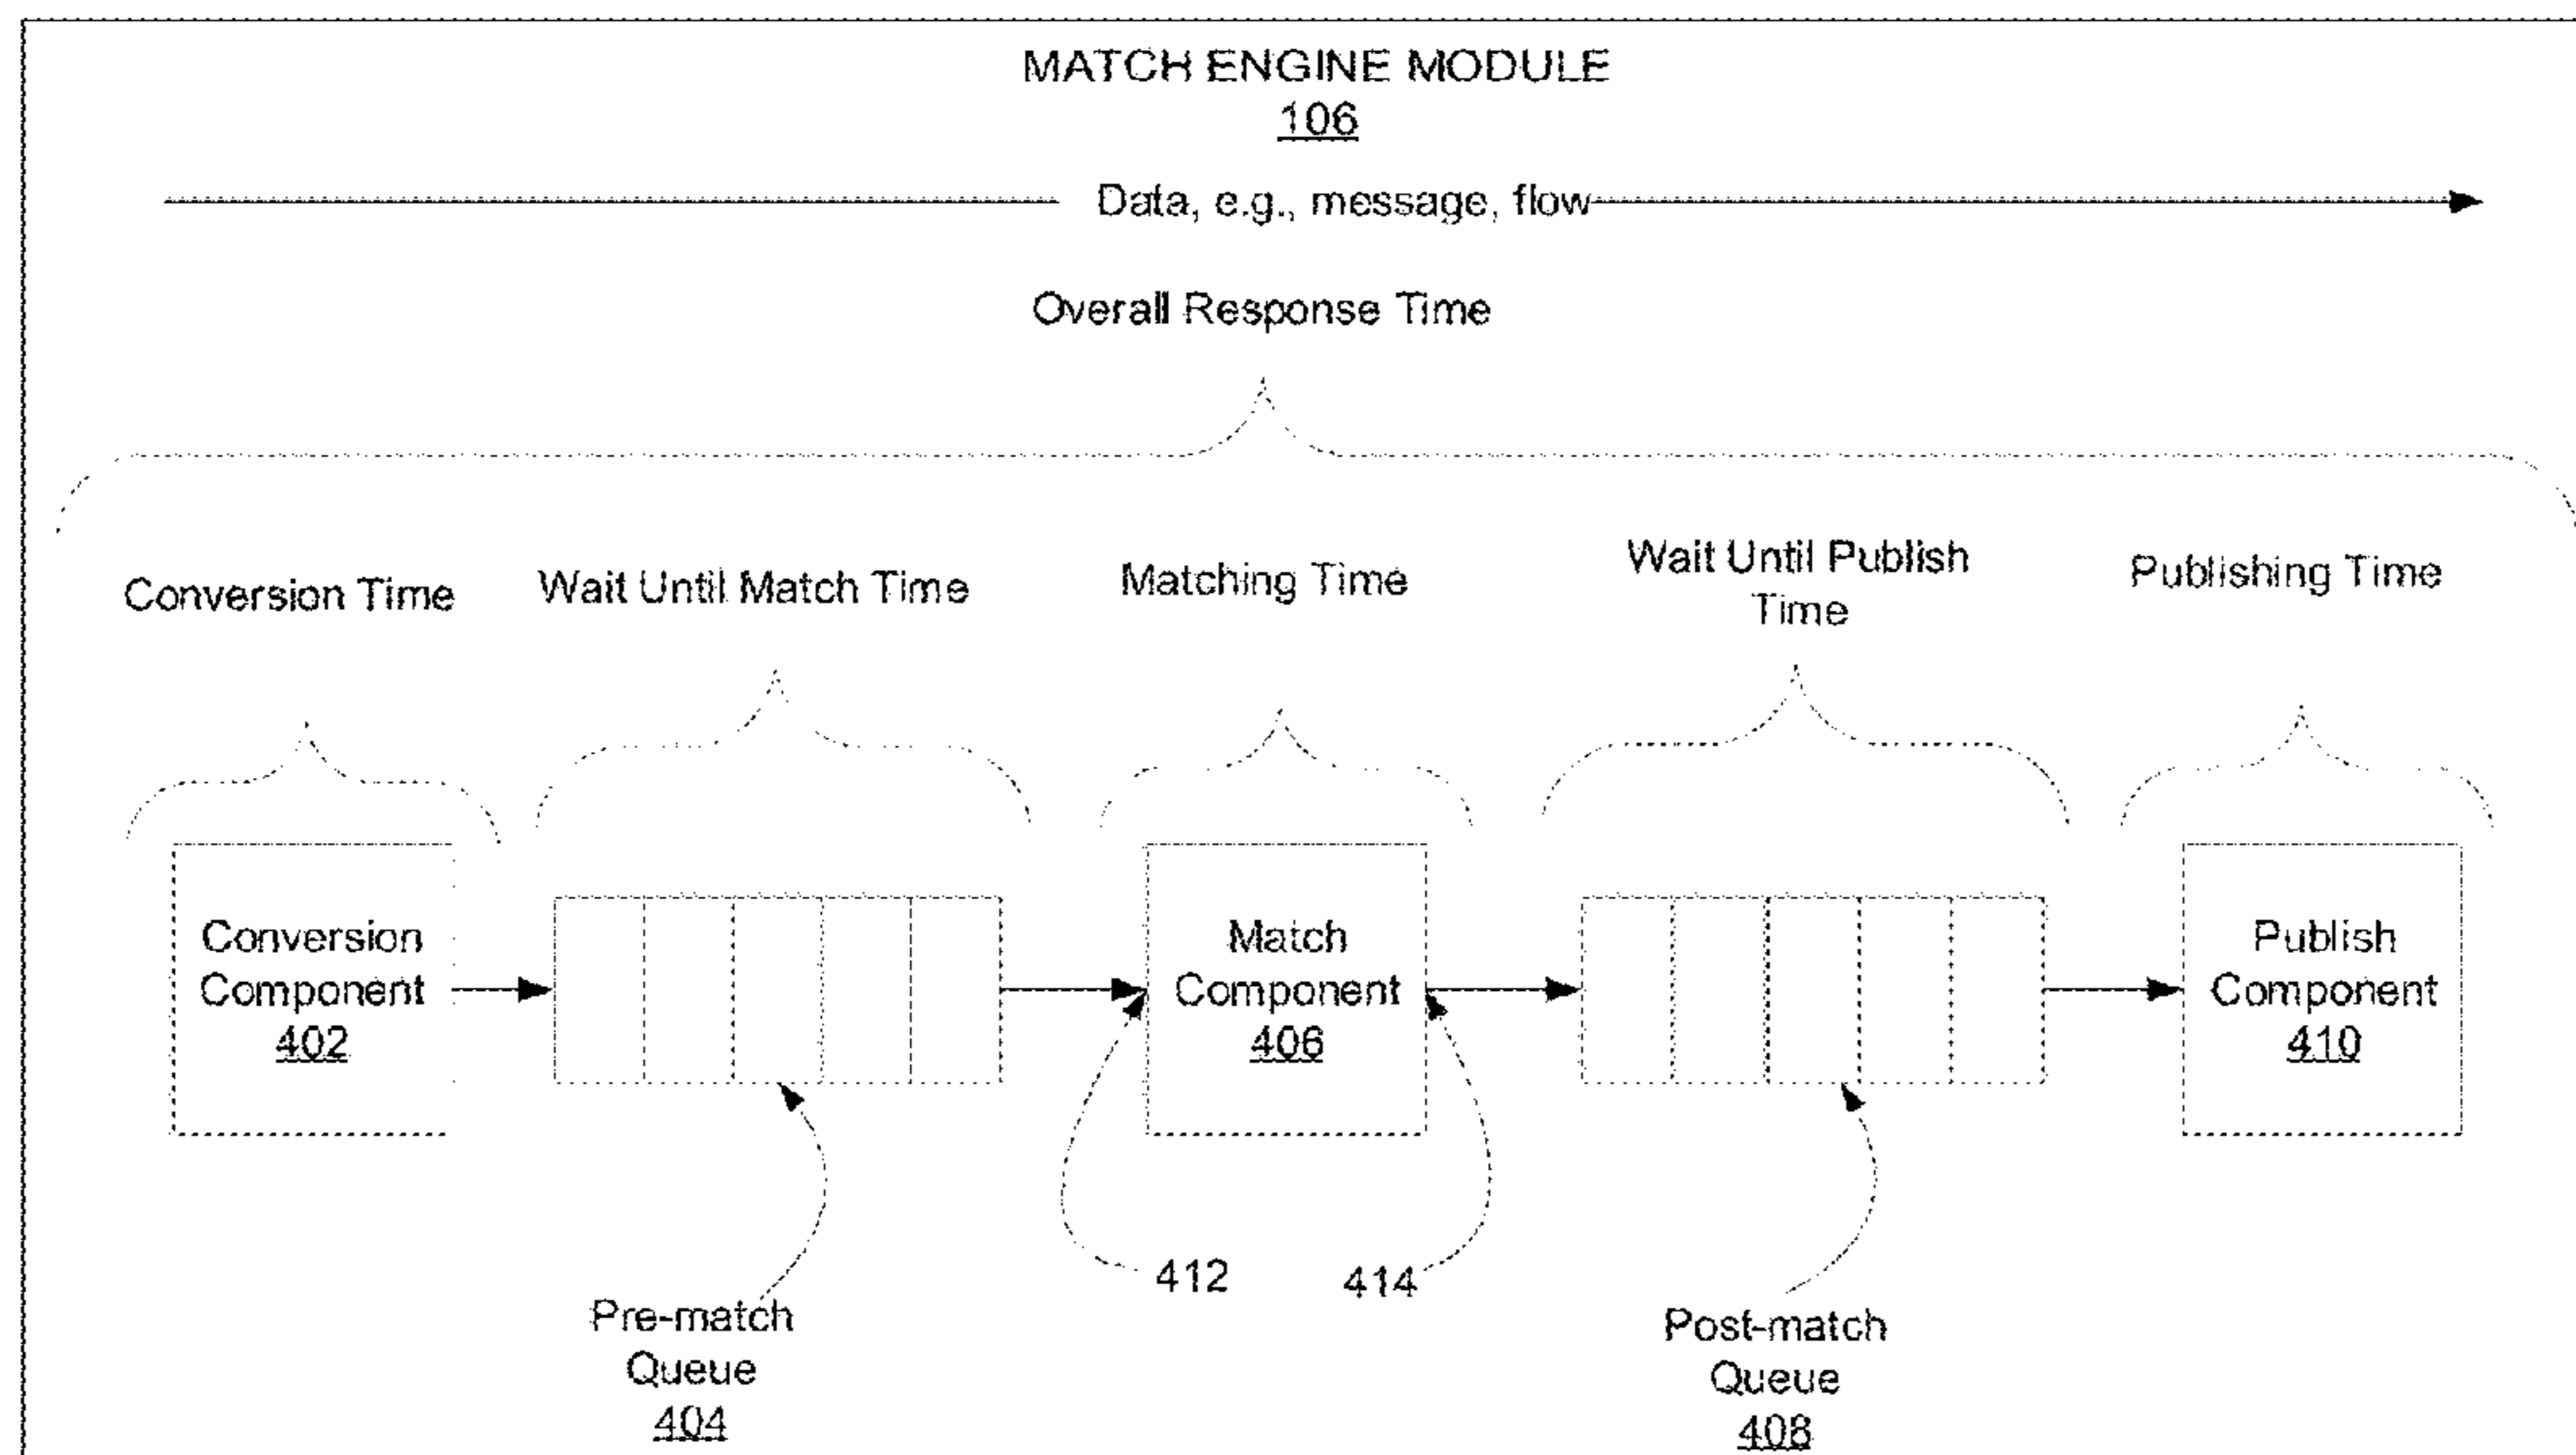 MATCH ENGINE MODULE
106
Data, e.g., message, flow
Overall Response Time
Conversion Time
Wait Until Match Time
Matching Time
Wait Until Publish
Time
Publishing Time
Conversion
Component
402
Match
Component
406
Publish
Component
410
412
414
Pre-match
Queue
404
Post-match
Queue
408